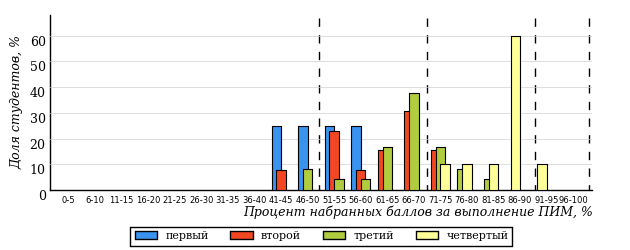 Доля студентов, %
60
50
40
30
20
10
0
0-5 6-10 11-15 16-20 21-25 26-30 31-35 36-40 41-45 46-50 51-55 56-60 61-65 66-70 71-75 76-80 81-85 86-90 91-95 96-100
Процент набранных баллов за выполнение ПИМ, %
первый второй третий четвертый